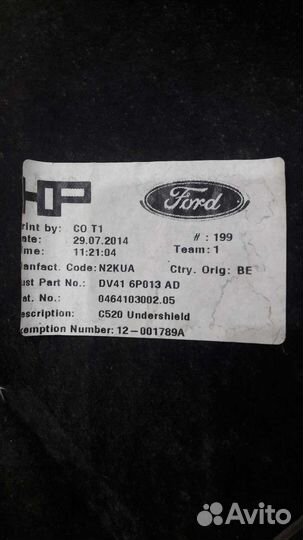 HP
Ford
rint by: CO T1
ate: 29.07.2014 # : 199
ime: 11:21:04 Team: 1
anfact. Code: N2KUA Ctry. Orig: BE
ust Part No.: DV41 6P013 AD
at. No.: 0464103002.05
escription: C520 Undershield
xemption Number: 12-001789A
Avito